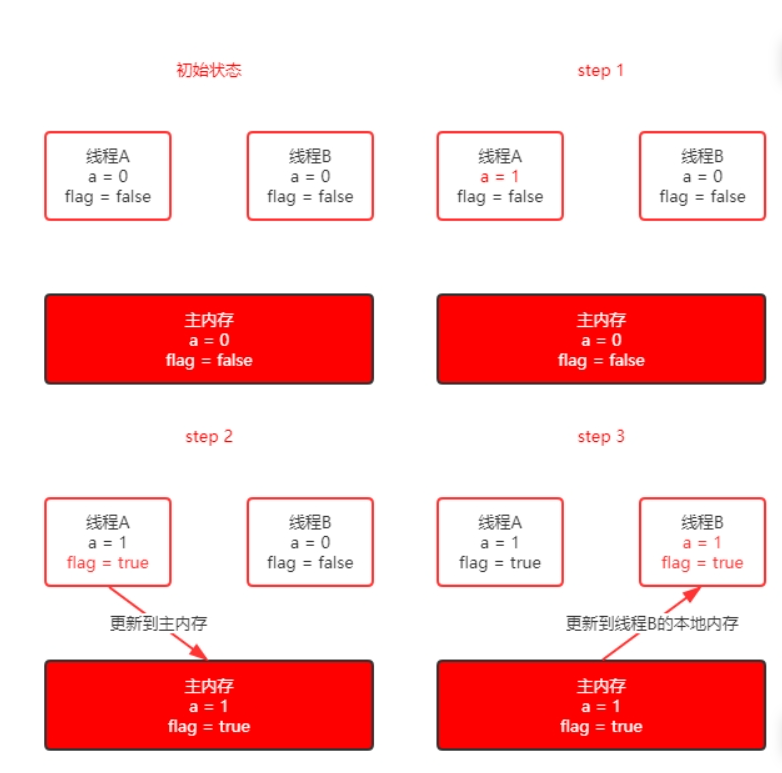 初始状态
step 1
线程A
a = 0
flag = false
线程B
a = 0
flag = false
线程A
a = 1
flag = false
线程B
a = 0
flag = false
主内存
a = 0
flag = false
主内存
a = 0
flag = false
step 2
step 3
线程A
a = 1
flag = true
线程B
a = 0
flag = false
线程A
a = 1
flag = true
线程B
a = 1
flag = true
更新到主内存
更新到线程B的本地内存
主内存
a = 1
flag = true
主内存
a = 1
flag = true